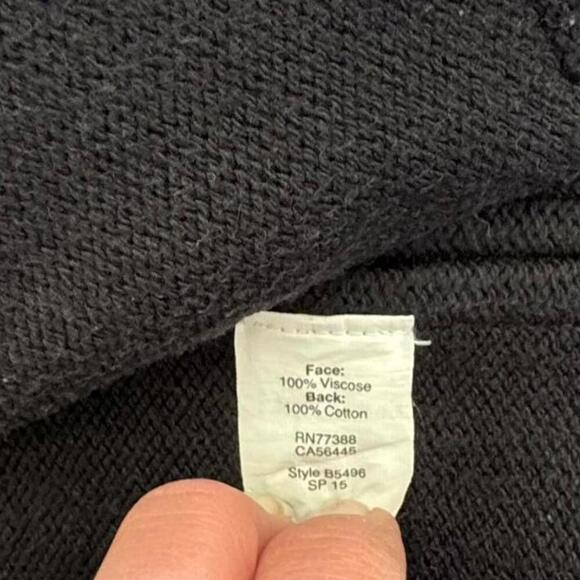 Face:
100% Viscose
Back:
100% Cotton
RN77388
CA56445
Style B5496
SP 15